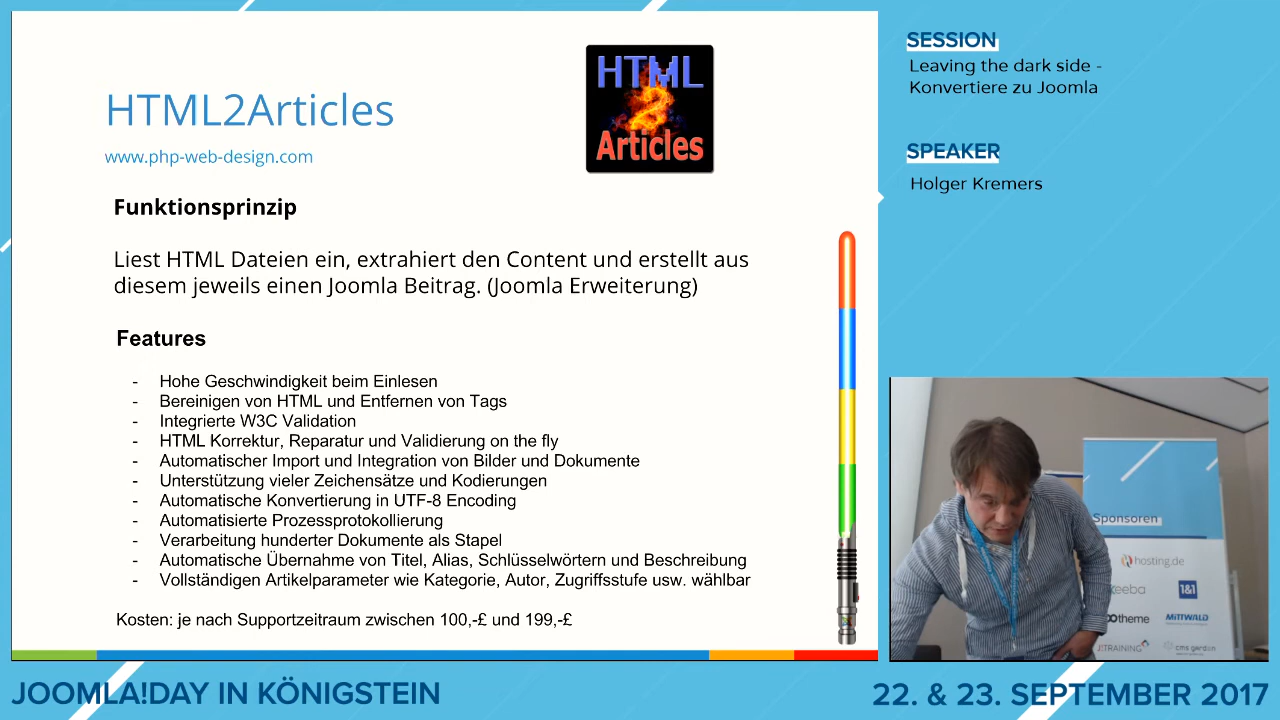 HTML2Articles
www.php-web-design.com
HTML
2
Articles
Funktionsprinzip
Liest HTML Dateien ein, extrahiert den Content und erstellt aus
diesem jeweils einen Joomla Beitrag. (Joomla Erweiterung)
Features
- Hohe Geschwindigkeit beim Einlesen
- Bereinigen von HTML und Entfernen von Tags
- Integrierte W3C Validation
- HTML Korrektur, Reparatur und Validierung on the fly
- Automatischer Import und Integration von Bilder und Dokumente
- Unterstützung vieler Zeichensätze und Kodierungen
- Automatische Konvertierung in UTF-8 Encoding
- Automatisierte Prozessprotokollierung
- Verarbeitung hunderter Dokumente als Stapel
- Automatische Übernahme von Titel, Alias, Schlüsselwörtern und Beschreibung
- Vollständigen Artikelparameter wie Kategorie, Autor, Zugriffsstufe usw. wählbar
Kosten: je nach Supportzeitraum zwischen 100,-£ und 199,-£
SESSION
Leaving the dark side -
Konvertiere zu Joomla
SPEAKER
Holger Kremers
Sponsoren
hosting.de
eeba
1&1
otheme
MITTWALD
J!TRAINING
cms garden
JOOMLA!DAY IN KÖNIGSTEIN
22. & 23. SEPTEMBER 2017